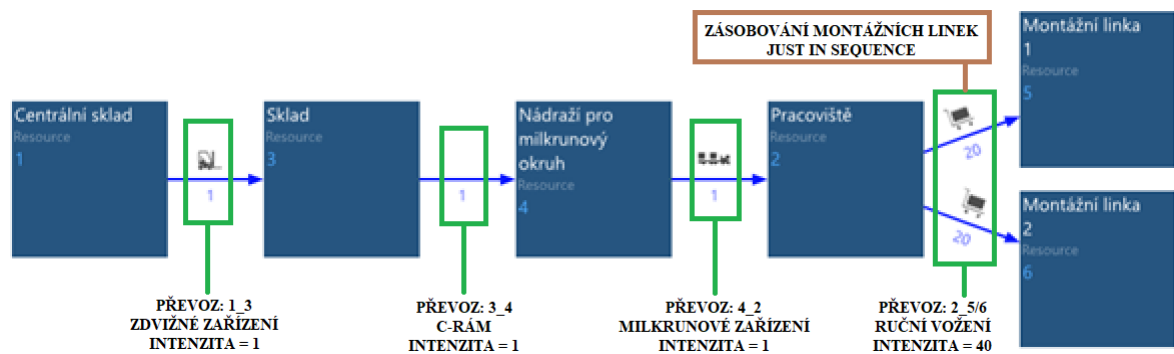 ZÁSOBOVÁNÍ MONTÁŽNÍCH LINEK
JUST IN SEQUENCE
Centrální sklad
Resource
1
1
Sklad
Resource
3
1
Nádraží pro
milkrunový
okruh
Resource
4
1
Pracoviště
Resource
2
20
20
Montážní linka
1
Resource
5
Montážní linka
2
Resource
6
PŘEVOZ: 1_3
ZDVIŽNÉ ZAŘÍZENÍ
INTENZITA = 1
PŘEVOZ: 3_4
C-RÁM
INTENZITA = 1
PŘEVOZ: 4_2
MILKRUNOVÉ ZAŘÍZENÍ
INTENZITA = 1
PŘEVOZ: 2_5/6
RUČNÍ VOŽENÍ
INTENZITA = 40